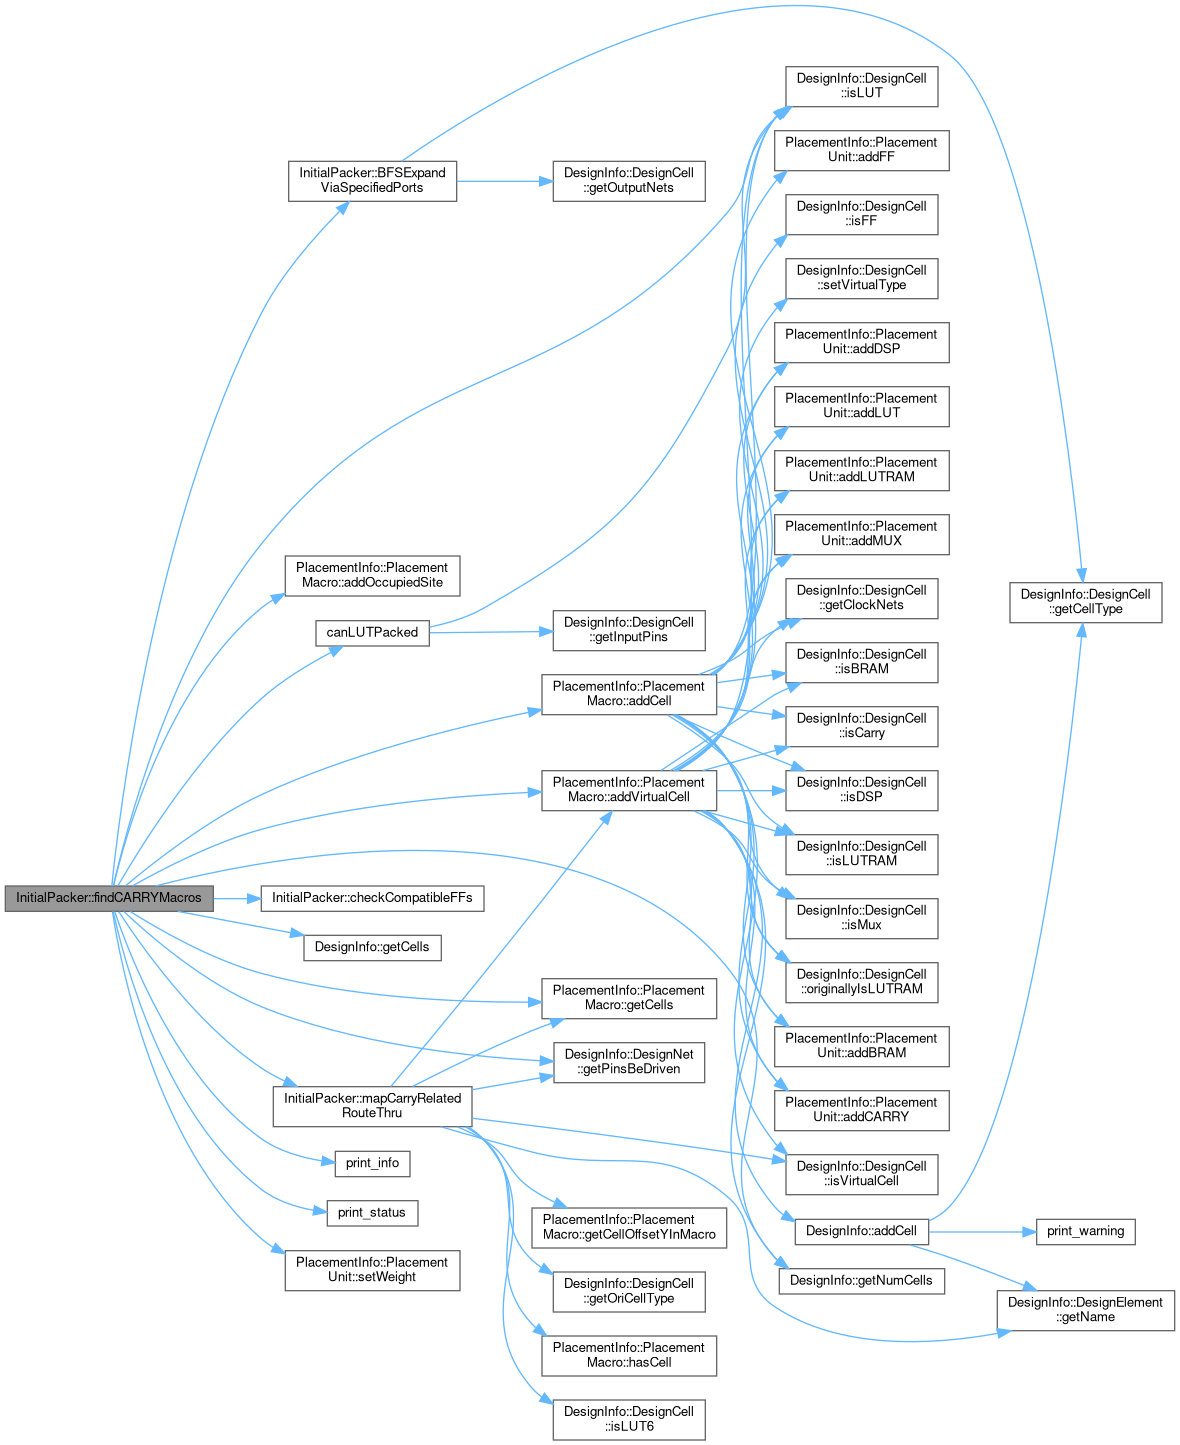 DesignInfo::DesignCell
::isLUT
PlacementInfo::Placement
Unit::addFF
InitialPacker::BFSExpand
ViaSpecifiedPorts
DesignInfo::DesignCell
::getOutputNets
DesignInfo::DesignCell
::isFF
DesignInfo::DesignCell
::setVirtualType
PlacementInfo::Placement
Unit::addDSP
PlacementInfo::Placement
Unit::addLUT
PlacementInfo::Placement
Unit::addLUTRAM
PlacementInfo::Placement
Unit::addMUX
PlacementInfo::Placement
Macro::addOccupiedSite
DesignInfo::DesignCell
::getClockNets
DesignInfo::DesignCell
::getCellType
canLUTPacked
DesignInfo::DesignCell
::getInputPins
DesignInfo::DesignCell
::isBRAM
PlacementInfo::Placement
Macro::addCell
DesignInfo::DesignCell
::isCarry
PlacementInfo::Placement
Macro::addVirtualCell
DesignInfo::DesignCell
::isDSP
DesignInfo::DesignCell
::isLUTRAM
InitialPacker::findCARRYMacros
InitialPacker::checkCompatibleFFs
DesignInfo::DesignCell
::isMux
DesignInfo::getCells
DesignInfo::DesignCell
::originallyIsLUTRAM
PlacementInfo::Placement
Macro::getCells
PlacementInfo::Placement
Unit::addBRAM
DesignInfo::DesignNet
::getPinsBeDriven
InitialPacker::mapCarryRelated
RouteThru
PlacementInfo::Placement
Unit::addCARRY
print_info
DesignInfo::DesignCell
::isVirtualCell
print_status
PlacementInfo::Placement
Macro::getCellOffsetYInMacro
DesignInfo::addCell
print_warning
PlacementInfo::Placement
Unit::setWeight
DesignInfo::DesignCell
::getOriCellType
DesignInfo::getNumCells
DesignInfo::DesignElement
::getName
PlacementInfo::Placement
Macro::hasCell
DesignInfo::DesignCell
::isLUT6